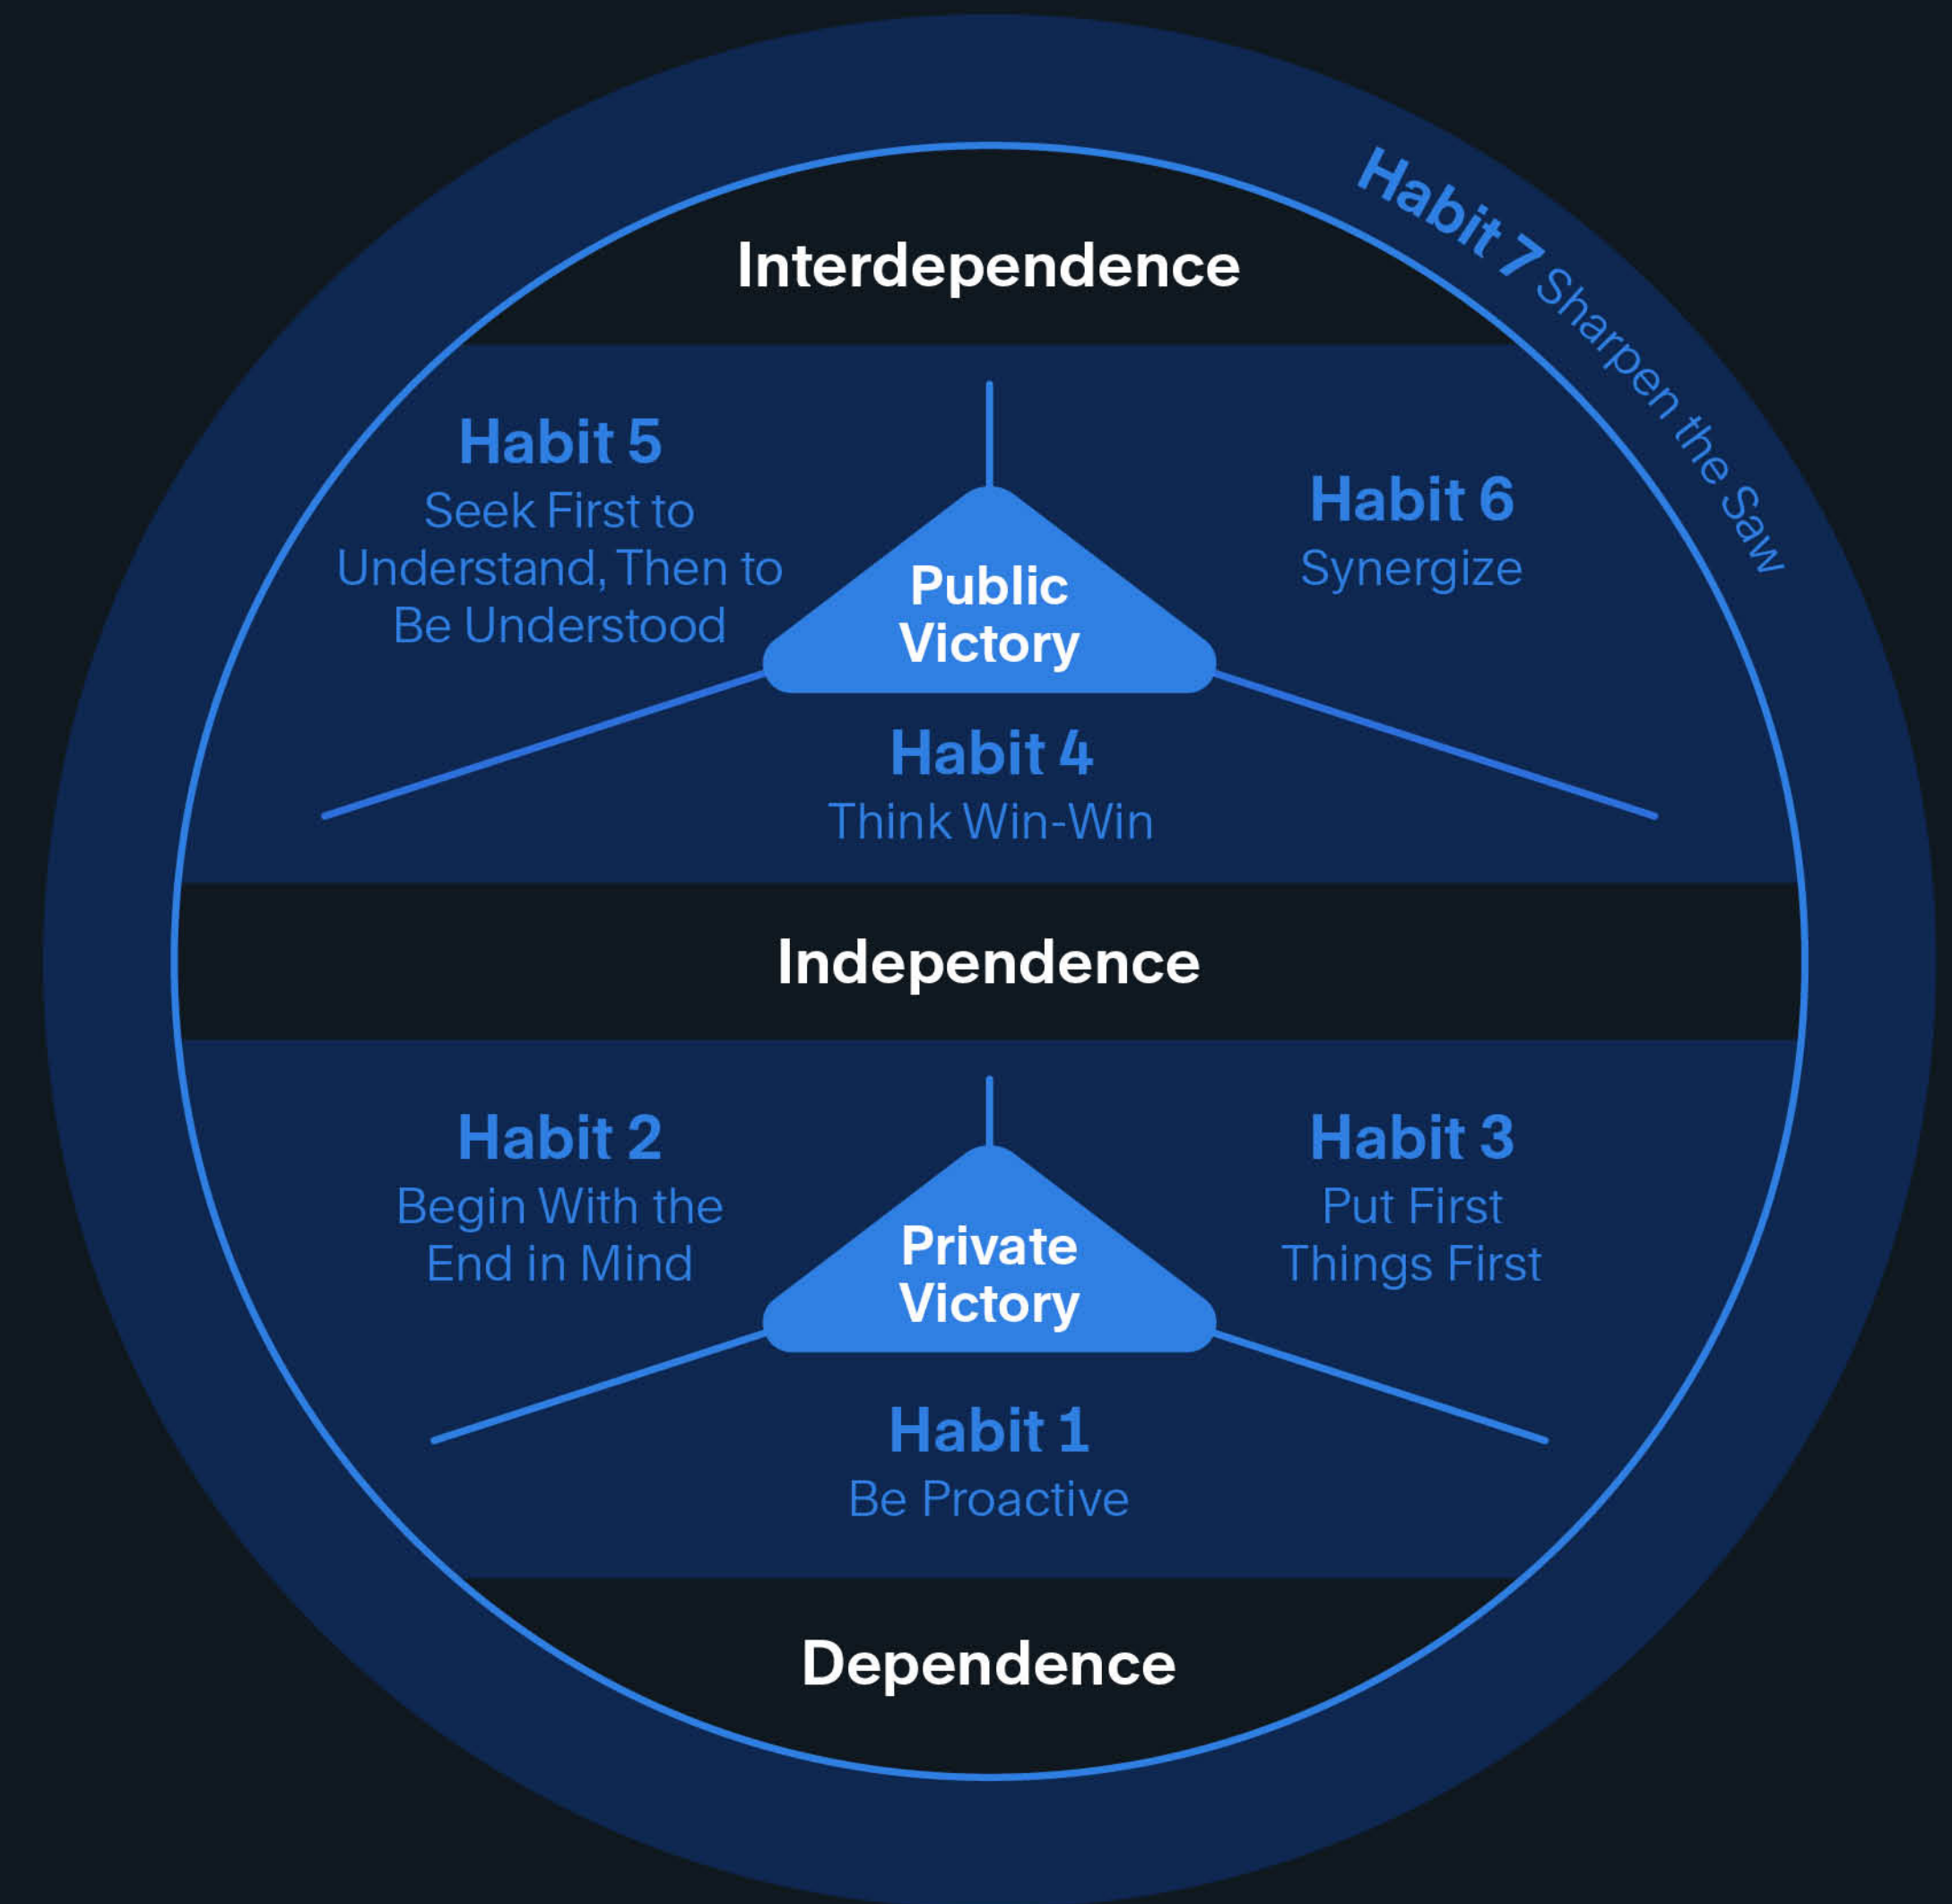 Interdependence
Habit 7 Sharpen the Saw
Habit 5
Seek First to
Understand, Then to
Be Understood
Public
Victory
Habit 6
Synergize
Habit 4
Think Win-Win
Independence
Habit 2
Begin With the
End in Mind
Private
Victory
Habit 3
Put First
Things First
Habit 1
Be Proactive
Dependence